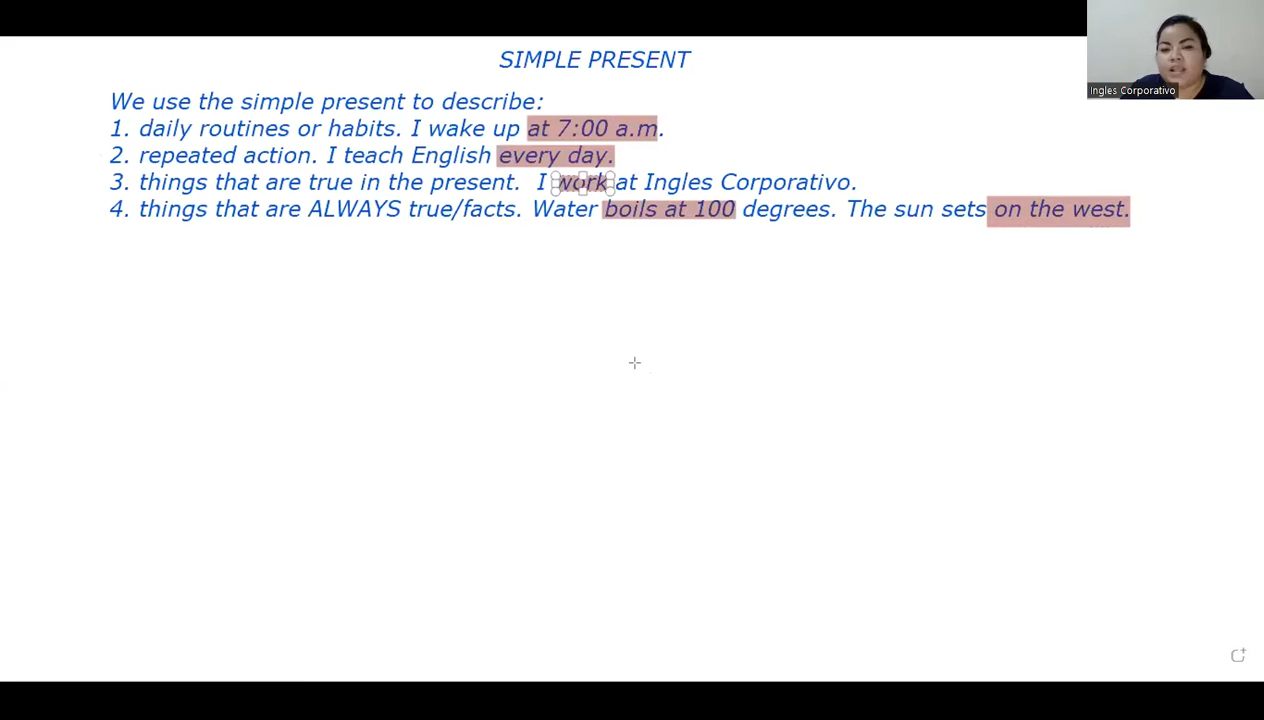 SIMPLE PRESENT
Ingles Corporativo
We use the simple present to describe:
1. daily routines or habits. I wake up at 7:00 a.m.
2. repeated action. I teach English every day.
3. things that are true in the present.  I work at Ingles Corporativo.
4. things that are ALWAYS true/facts. Water boils at 100 degrees. The sun sets on the west.